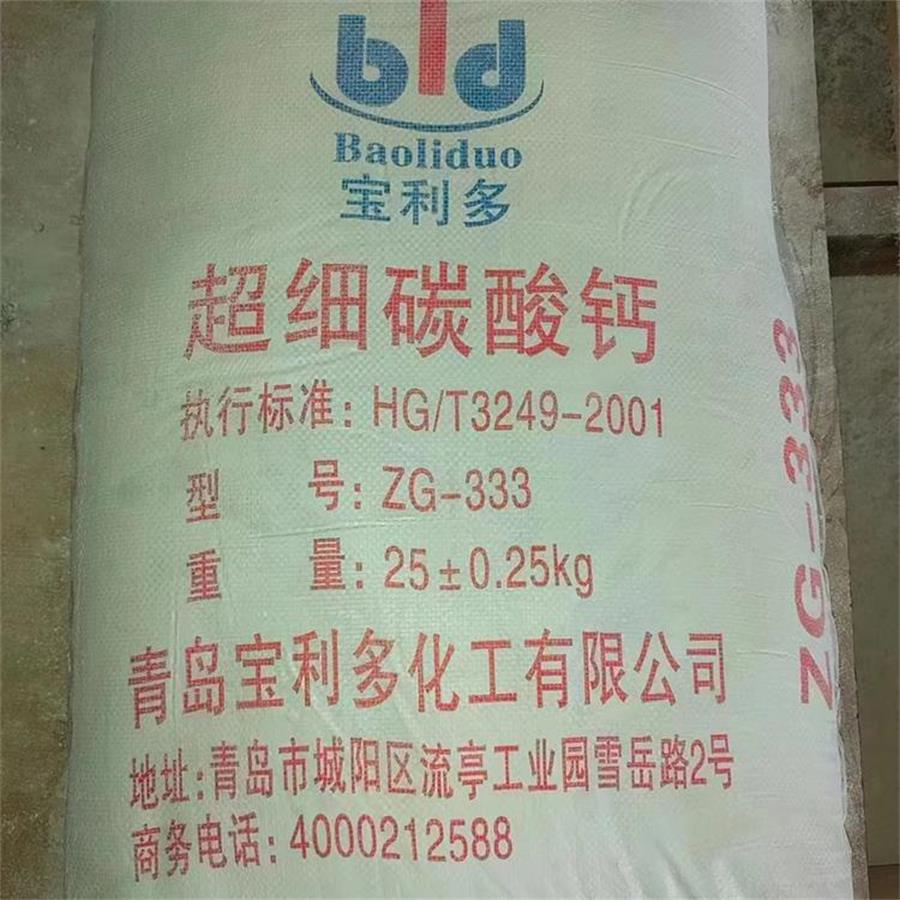 bld
Baoliduo
宝利多
超细碳酸钙
执行标准：HG/T3249-2001
型 号：ZG-333
重 量：25±0.25kg
青岛宝利多化工有限公司
地址：青岛市城阳区流亭工业园雪岳路2号
商务电话：4000212588
ZG-333